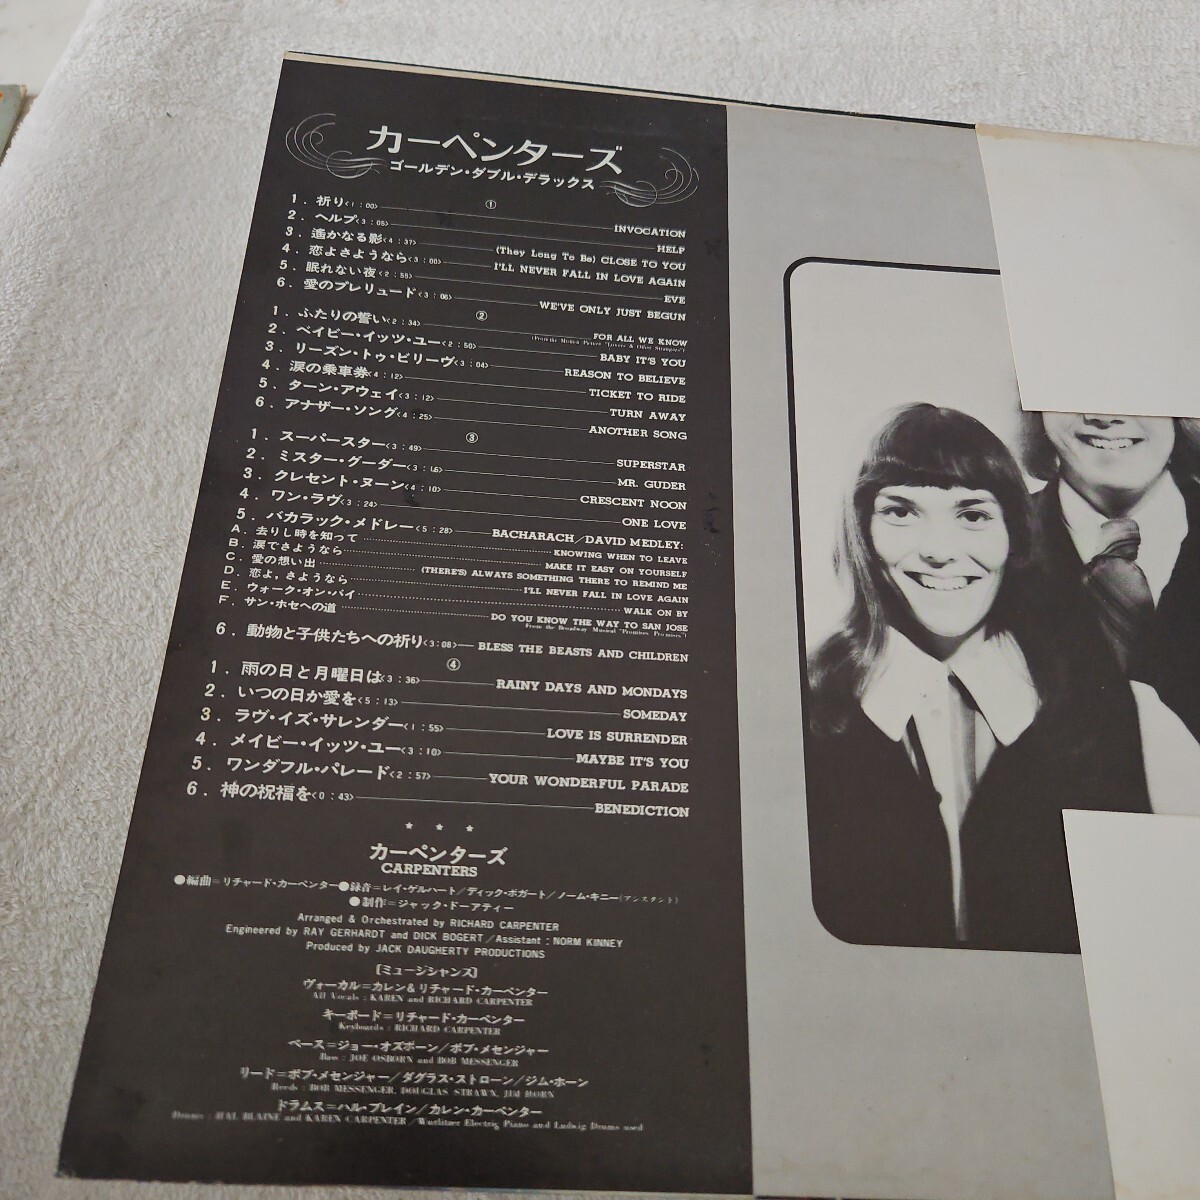 カーペンターズ
ゴールデン・ダブル・デラックス
①
1．祈り<1：00> INVOCATION
2．ヘルプ<3：05> HELP
3．遙かなる影<4：37> (They Long To Be) CLOSE TO YOU
4．恋よさようなら<3：00> I'LL NEVER FALL IN LOVE AGAIN
5．眠れない夜<2：55> EVE
6．愛のプレリュード<3：06> WE'VE ONLY JUST BEGUN
②
1．ふたりの誓い<2：34> FOR ALL WE KNOW
(From the Motion Picture "Lovers & Other Strangers")
2．ベイビー・イッツ・ユー<2：50> BABY IT'S YOU
3．リーズン・トゥ・ビリーヴ<3：04> REASON TO BELIEVE
4．涙の乗車券<4：12> TICKET TO RIDE
5．ターン・アウェイ<3：12> TURN AWAY
6．アナザー・ソング<4：25> ANOTHER SONG
③
1．スーパースター<3：49> SUPERSTAR
2．ミスター・グーダー<3：16> MR. GUDER
3．クレセント・ヌーン<4：10> CRESCENT NOON
4．ワン・ラヴ<3：24> ONE LOVE
5．バカラック・メドレー<5：28> BACHARACH／DAVID MEDLEY:
A．去りし時を知って KNOWING WHEN TO LEAVE
B．涙でさようなら MAKE IT EASY ON YOURSELF
C．愛の想い出 (THERE'S) ALWAYS SOMETHING THERE TO REMIND ME
D．恋よ，さようなら I'LL NEVER FALL IN LOVE AGAIN
E．ウォーク・オン・バイ WALK ON BY
F．サン・ホセへの道 DO YOU KNOW THE WAY TO SAN JOSE
From the Broadway Musical "Promises Promises")
6．動物と子供たちへの祈り<3：08> BLESS THE BEASTS AND CHILDREN
④
1．雨の日と月曜日は<3：36> RAINY DAYS AND MONDAYS
2．いつの日か愛を<5：13> SOMEDAY
3．ラヴ・イズ・サレンダー<1：55> LOVE IS SURRENDER
4．メイビー・イッツ・ユー<3：10> MAYBE IT'S YOU
5．ワンダフル・パレード<2：57> YOUR WONDERFUL PARADE
6．神の祝福を<0：43> BENEDICTION
★ ★ ★
カーペンターズ
CARPENTERS
●編曲＝リチャード・カーペンター●録音＝レイ・ゲルハート／ディック・ボガート／ノーム・キニー(アシスタント)
●制作＝ジャック・ドーアティー
Arranged & Orchestrated by RICHARD CARPENTER
Engineered by RAY GERHARDT and DICK BOGERT／Assistant：NORM KINNEY
Produced by JACK DAUGHERTY PRODUCTIONS
［ミュージシャンズ］
ヴォーカル＝カレン&リチャード・カーペンター
All Vocals：KAREN and RICHARD CARPENTER
キーボード＝リチャード・カーペンター
Keyboards：RICHARD CARPENTER
ベース＝ジョー・オズボーン／ボブ・メセンジャー
Bass：JOE OSBORN and BOB MESSENGER
リード＝ボブ・メセンジャー／ダグラス・ストローン／ジム・ホーン
Reeds：BOB MESSENGER, DOUGLAS STRAWN, JIM HORN
ドラムス＝ハル・ブレイン／カレン・カーペンター
Drums：HAL BLAINE and KAREN CARPENTER／Wurlitzer Electrig Piano and Ludwig Drums used